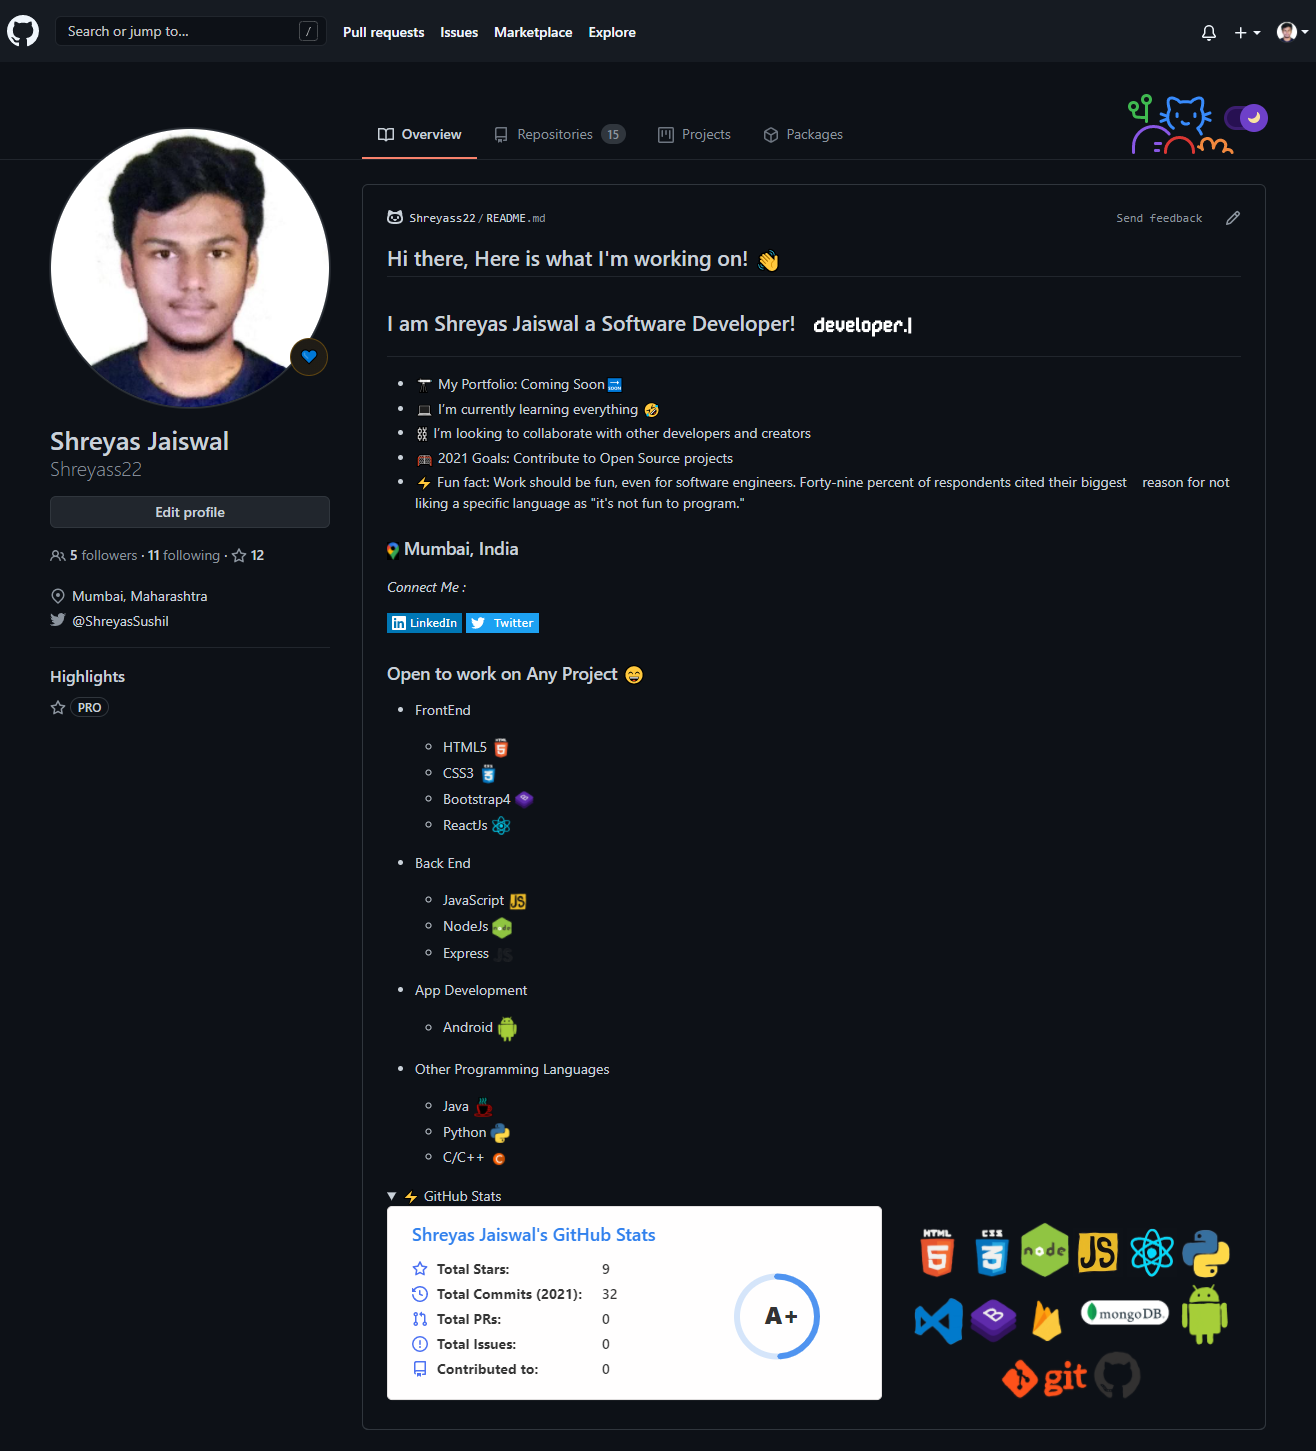 Search or jump to...
/
Pull requests
Issues
Marketplace
Explore
Overview
Repositories 15
Projects
Packages
Shreyas Jaiswal
Shreyass22
Edit profile
5 followers · 11 following · 12
Mumbai, Maharashtra
@ShreyasSushil
Highlights
PRO
Shreyass22/README.md
Send feedback
Hi there, Here is what I'm working on! 👋
I am Shreyas Jaiswal a Software Developer! developer.|
My Portfolio: Coming Soon 🔜
💻 I'm currently learning everything 🤣
I'm looking to collaborate with other developers and creators
2021 Goals: Contribute to Open Source projects
⚡ Fun fact: Work should be fun, even for software engineers. Forty-nine percent of respondents cited their biggest reason for not
liking a specific language as "it's not fun to program."
Mumbai, India
Connect Me :
LinkedIn
Twitter
Open to work on Any Project 😄
FrontEnd
HTML5
CSS3
Bootstrap4
ReactJs
Back End
JavaScript JS
NodeJs
Express JS
App Development
Android
Other Programming Languages
Java
Python
C/C++ C
▼ ⚡ GitHub Stats
Shreyas Jaiswal's GitHub Stats
Total Stars: 9
Total Commits (2021): 32
Total PRs: 0
Total Issues: 0
Contributed to: 0
A+
HTML 5
CSS 3
node
JS
B
mongoDB.
git